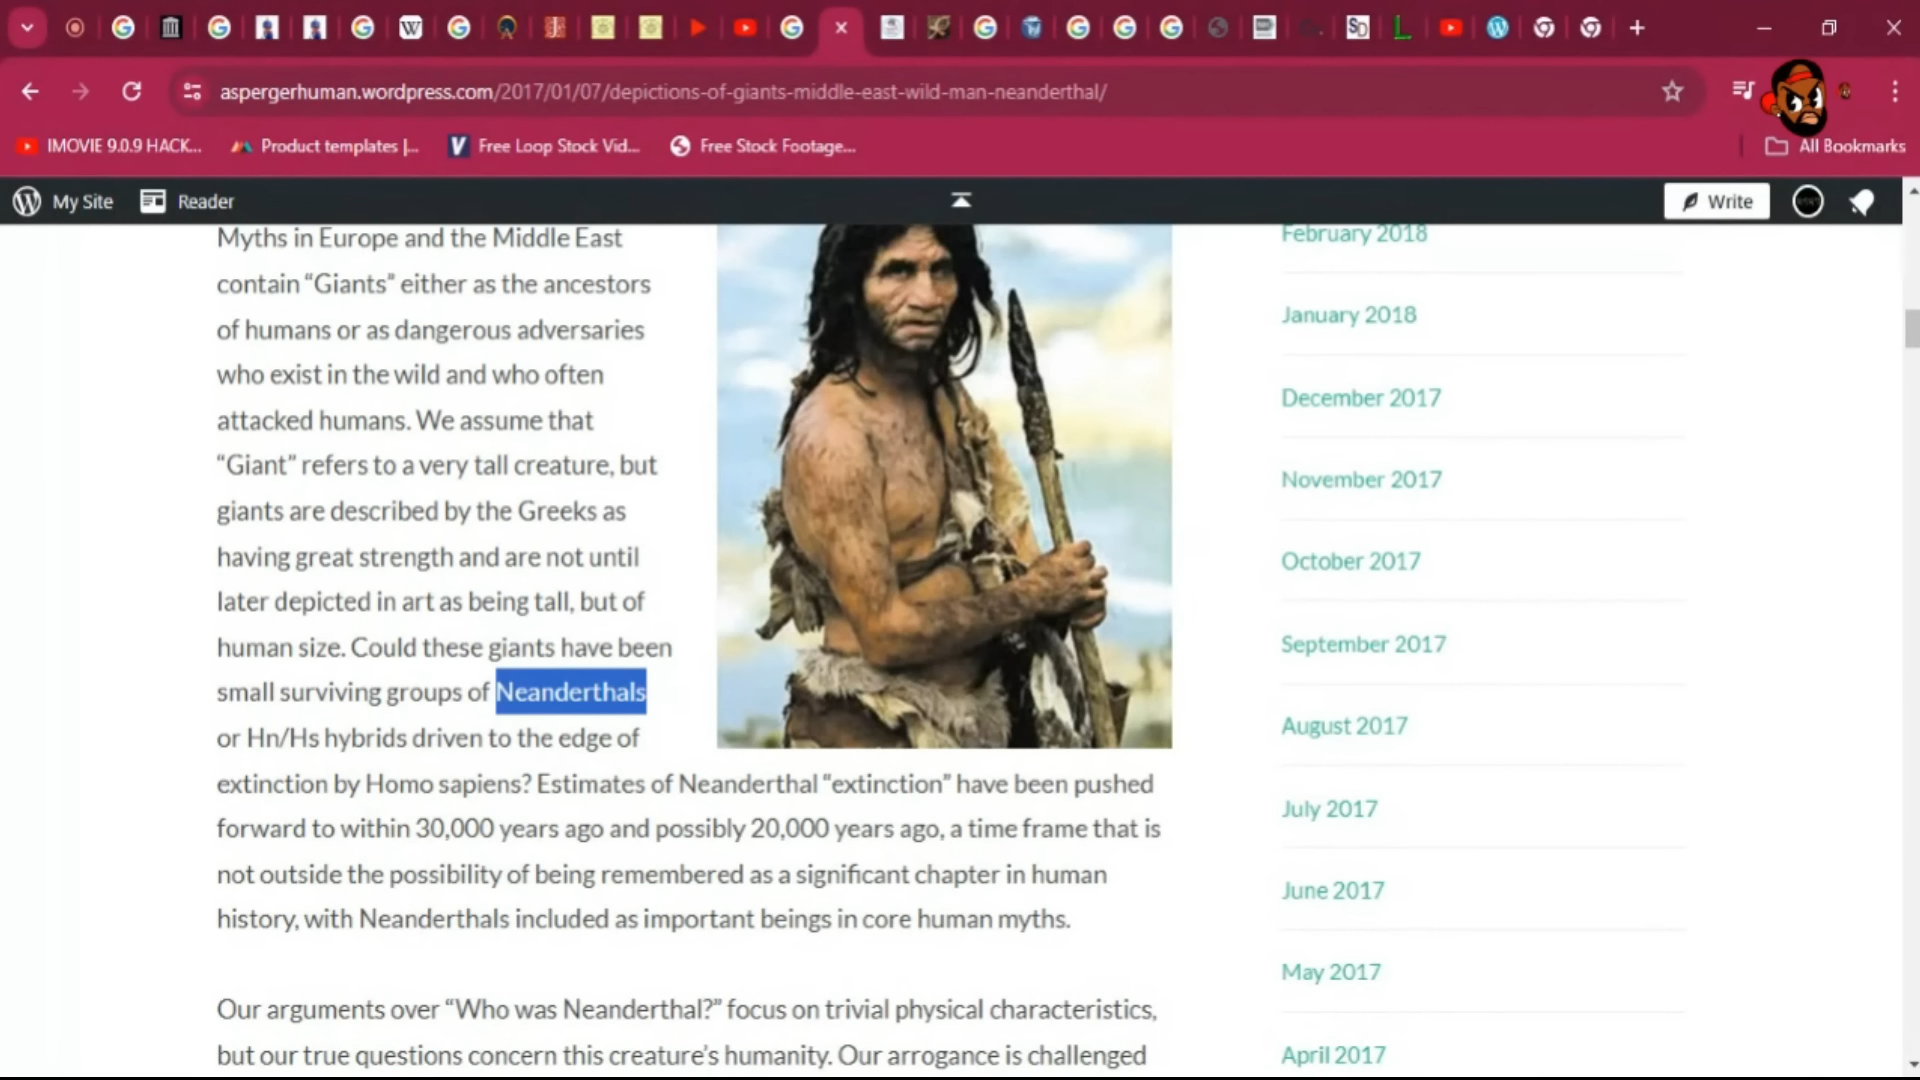 aspergerhuman.wordpress.com/2017/01/07/depictions-of-giants-middle-east-wild-man-neanderthal/
IMOVIE 9.0.9 HACK...
Product templates |...
Free Loop Stock Vid...
Free Stock Footage...
All Bookmarks
My Site
Reader
Write
Myths in Europe and the Middle East
contain “Giants” either as the ancestors
of humans or as dangerous adversaries
who exist in the wild and who often
attacked humans. We assume that
“Giant” refers to a very tall creature, but
giants are described by the Greeks as
having great strength and are not until
later depicted in art as being tall, but of
human size. Could these giants have been
small surviving groups of Neanderthals
or Hn/Hs hybrids driven to the edge of
extinction by Homo sapiens? Estimates of Neanderthal “extinction” have been pushed
forward to within 30,000 years ago and possibly 20,000 years ago, a time frame that is
not outside the possibility of being remembered as a significant chapter in human
history, with Neanderthals included as important beings in core human myths.
Our arguments over “Who was Neanderthal?” focus on trivial physical characteristics,
but our true questions concern this creature’s humanity. Our arrogance is challenged
February 2018
January 2018
December 2017
November 2017
October 2017
September 2017
August 2017
July 2017
June 2017
May 2017
April 2017